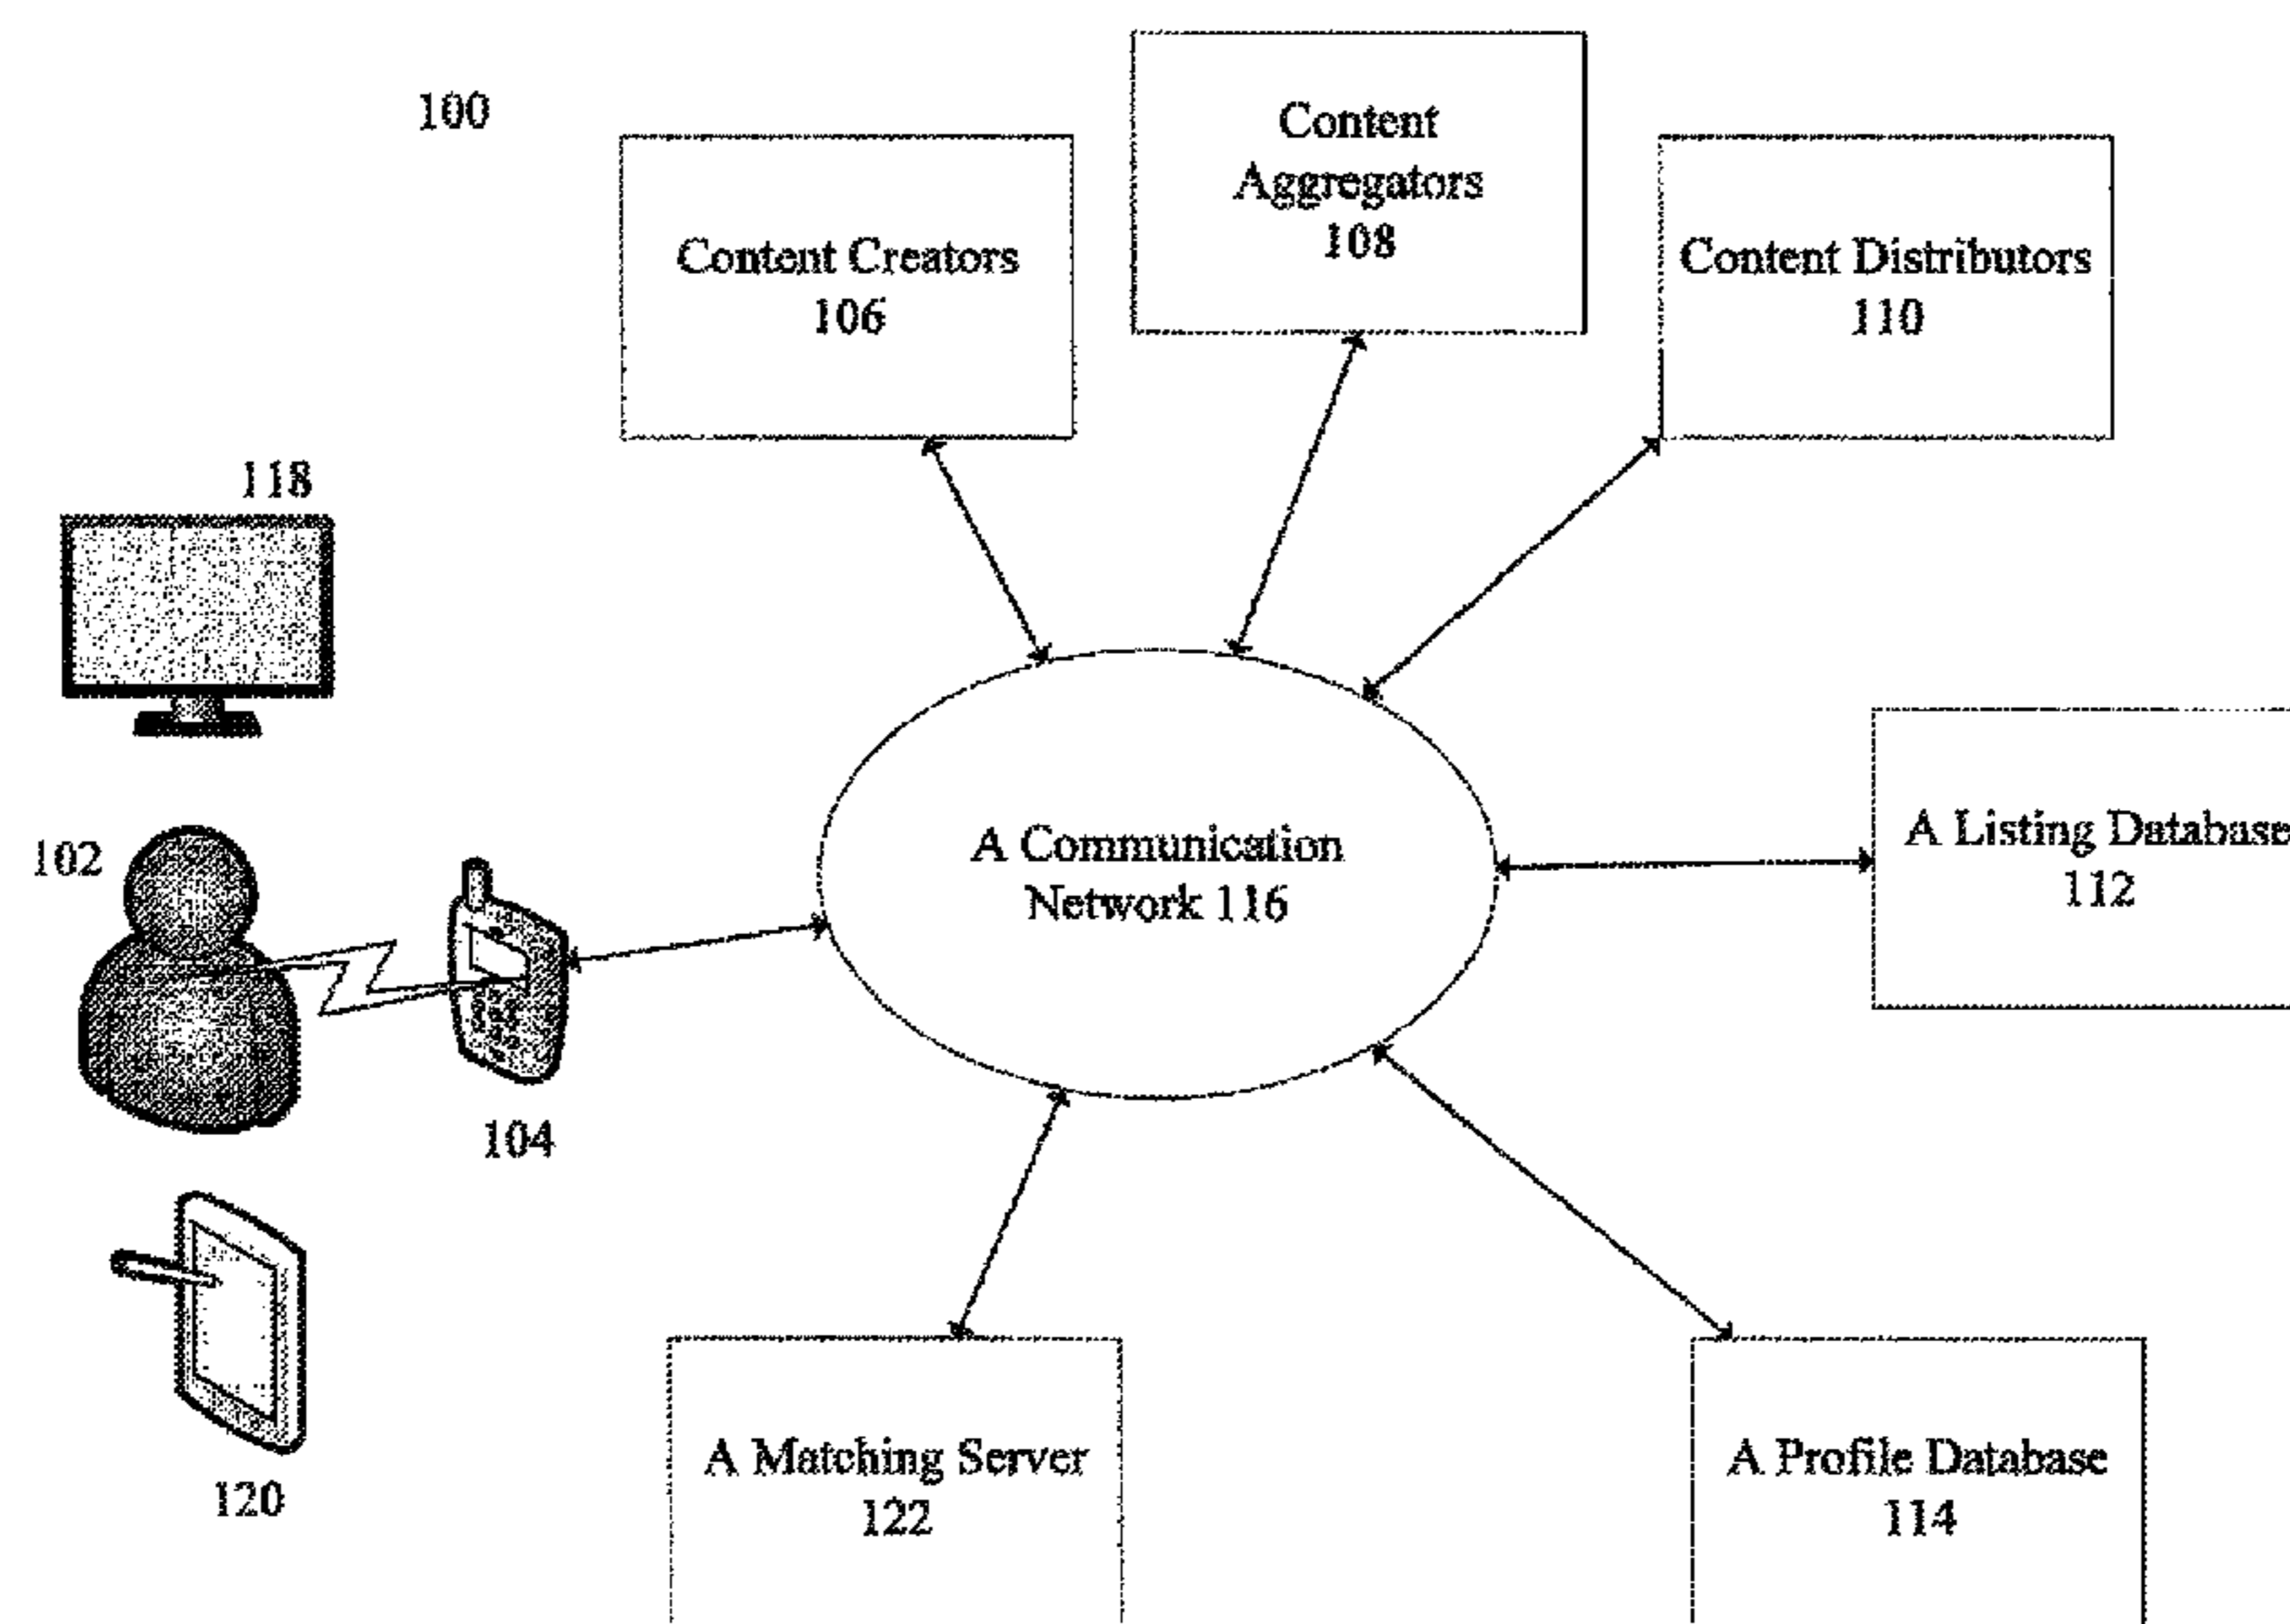 100
Content
Aggregators
108
Content Creators
106
Content Distributors
110
118
A Listing Database
112
102
A Communication
Network 116
104
120
A Matching Server
122
A Profile Database
114